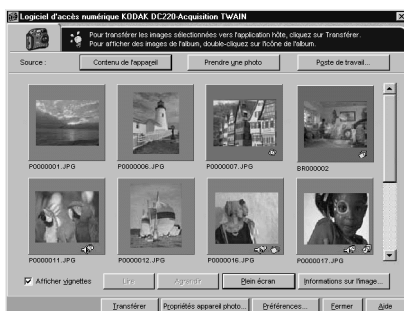 Logiciel d'accès numérique KODAK DC220-Acquisition TWAIN
Pour transférer les images sélectionnées vers l'application hôte, cliquez sur Transférer.
Pour afficher des images de l'album, double-cliquez sur l'icône de l'album.
Source :
Contenu de l'appareil
Prendre une photo
Poste de travail...
P0000001.JPG
P0000006.JPG
P0000007.JPG
BR000002
P0000011.JPG
P0000012.JPG
P0000016.JPG
P0000017.JPG
Afficher vignettes
Lire
Agrandir
Plein écran
Informations sur l'image...
Transférer
Propriétés appareil photo...
Préférences...
Fermer
Aide